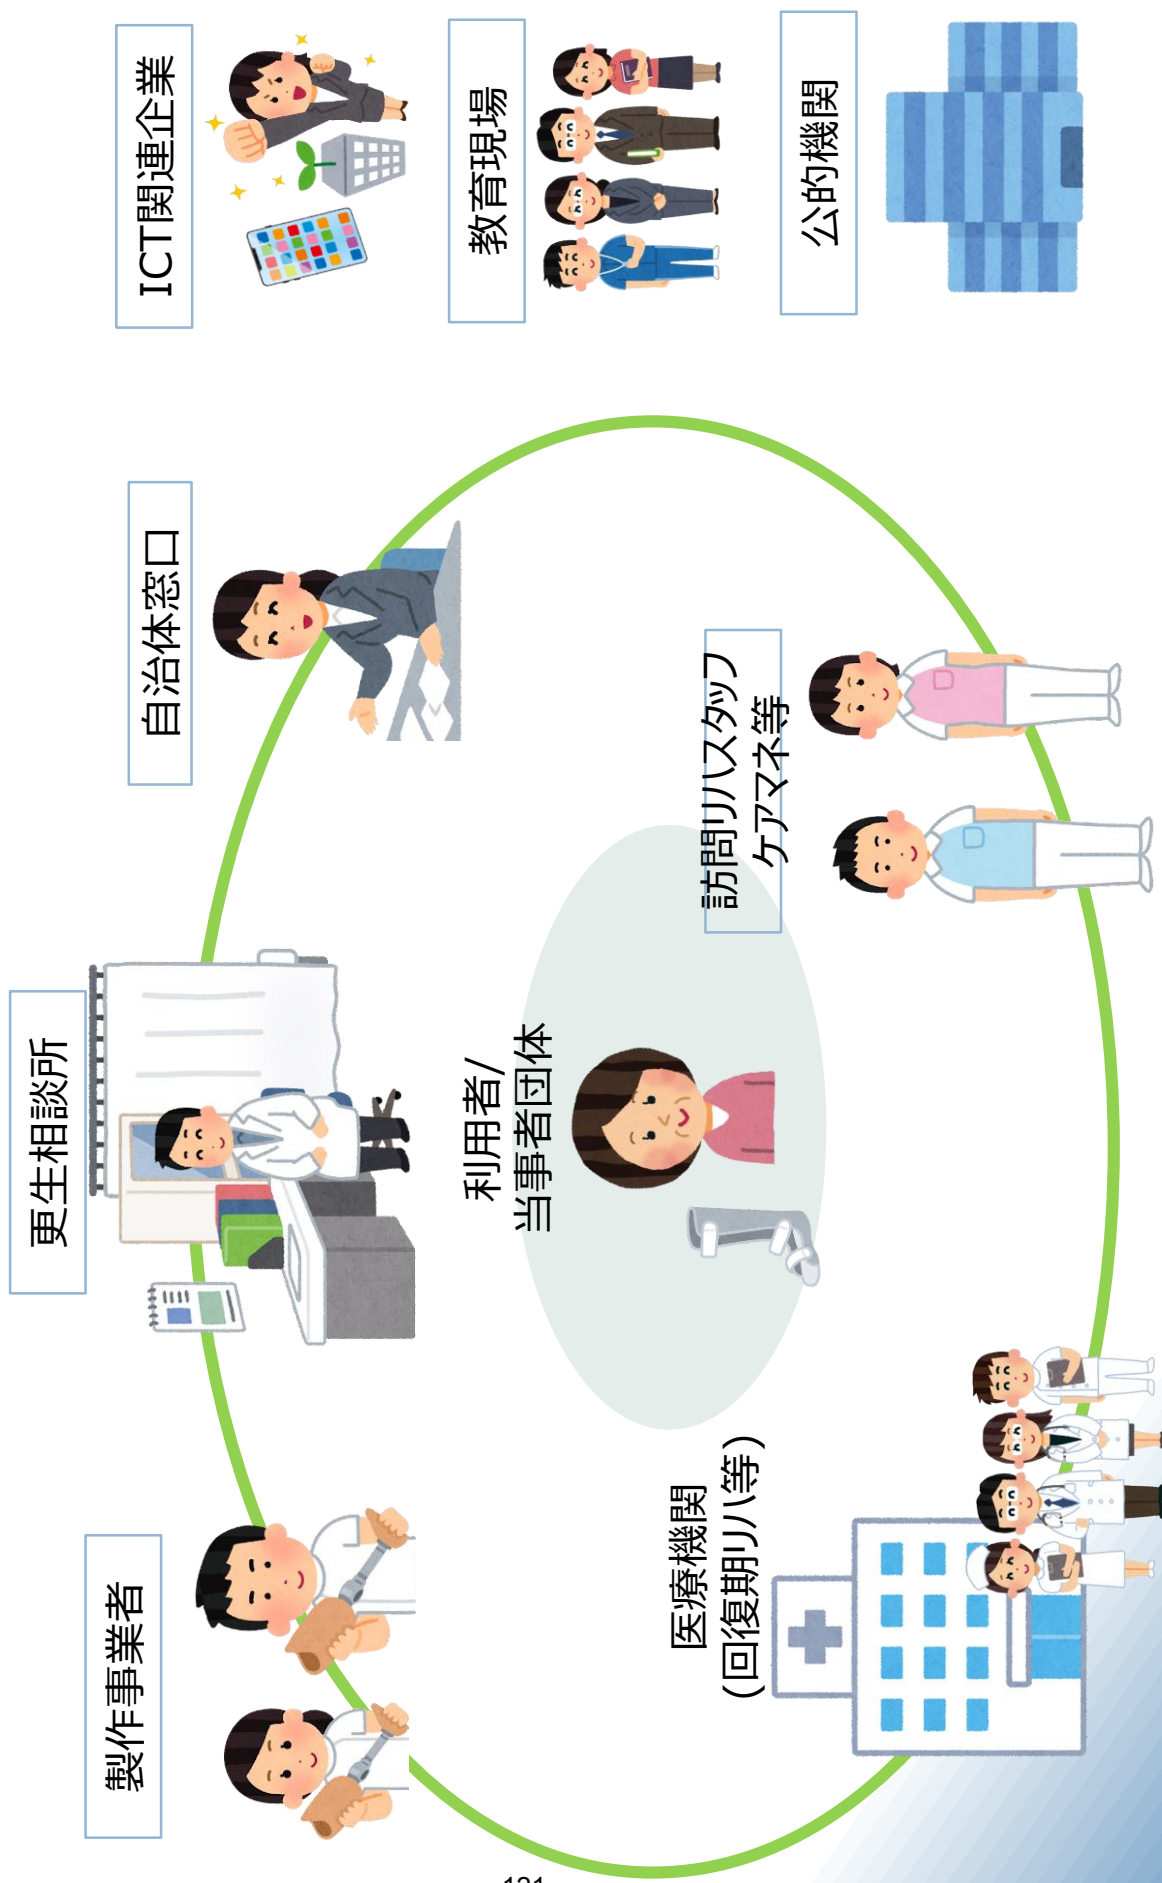 製作事業者
更生相談所
自治体窓口
ICT関連企業
教育現場
公的機関
利用者/
当事者団体
訪問リハスタッフ
ケアマネ等
医療機関
(回復期リハ等)